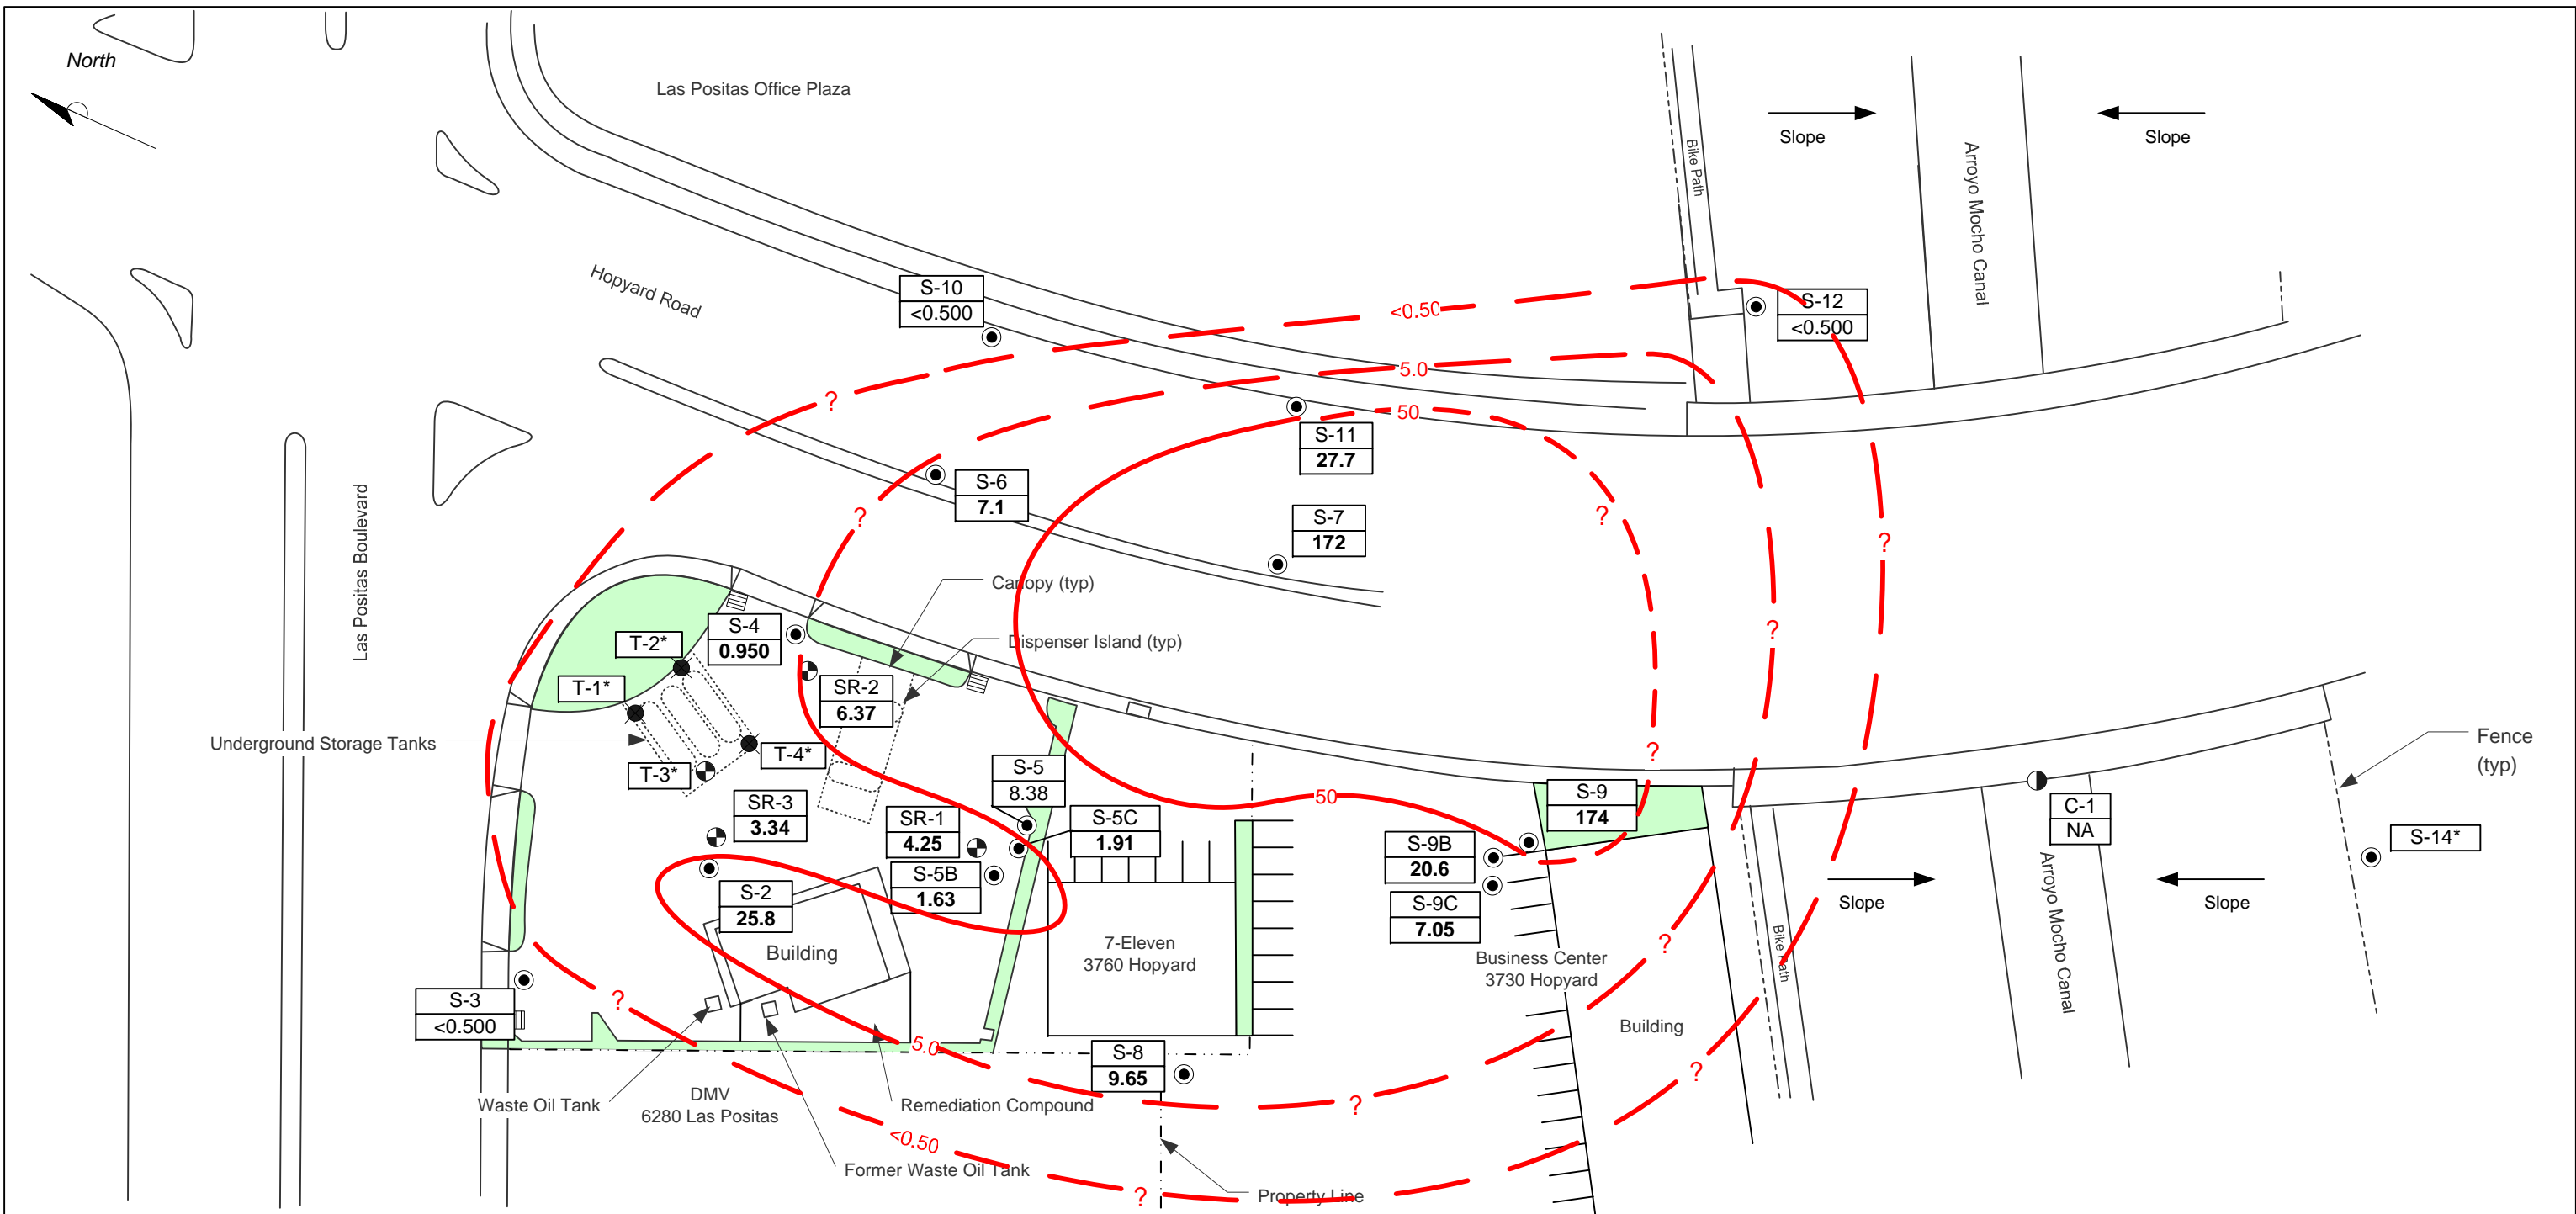 North
Las Positas Office Plaza
Slope
Slope
Bike Path
Arroyo Mocho Canal
Hopyard Road
S-10
<0.500
<0.50
S-12
<0.500
5.0
?
50
S-11
27.7
S-6
7.1
?
S-7
172
?
?
Las Positas Boulevard
Canopy (typ)
S-4
0.950
T-2*
Dispenser Island (typ)
?
T-1*
SR-2
6.37
Underground Storage Tanks
T-4*
T-3*
?
Fence
(typ)
S-5
8.38
SR-3
3.34
SR-1
4.25
S-5C
1.91
50
S-9
174
C-1
NA
S-14*
S-9B
20.6
S-5B
1.63
S-2
25.8
S-9C
7.05
Slope
Slope
Arroyo Mocho Canal
Building
7-Eleven
3760 Hopyard
?
Business Center
3730 Hopyard
Bike Path
S-3
<0.500
?
Building
5.0
S-8
9.65
?
Waste Oil Tank
DMV
6280 Las Positas
Remediation Compound
?
<0.50
Former Waste Oil Tank
?
Property Line